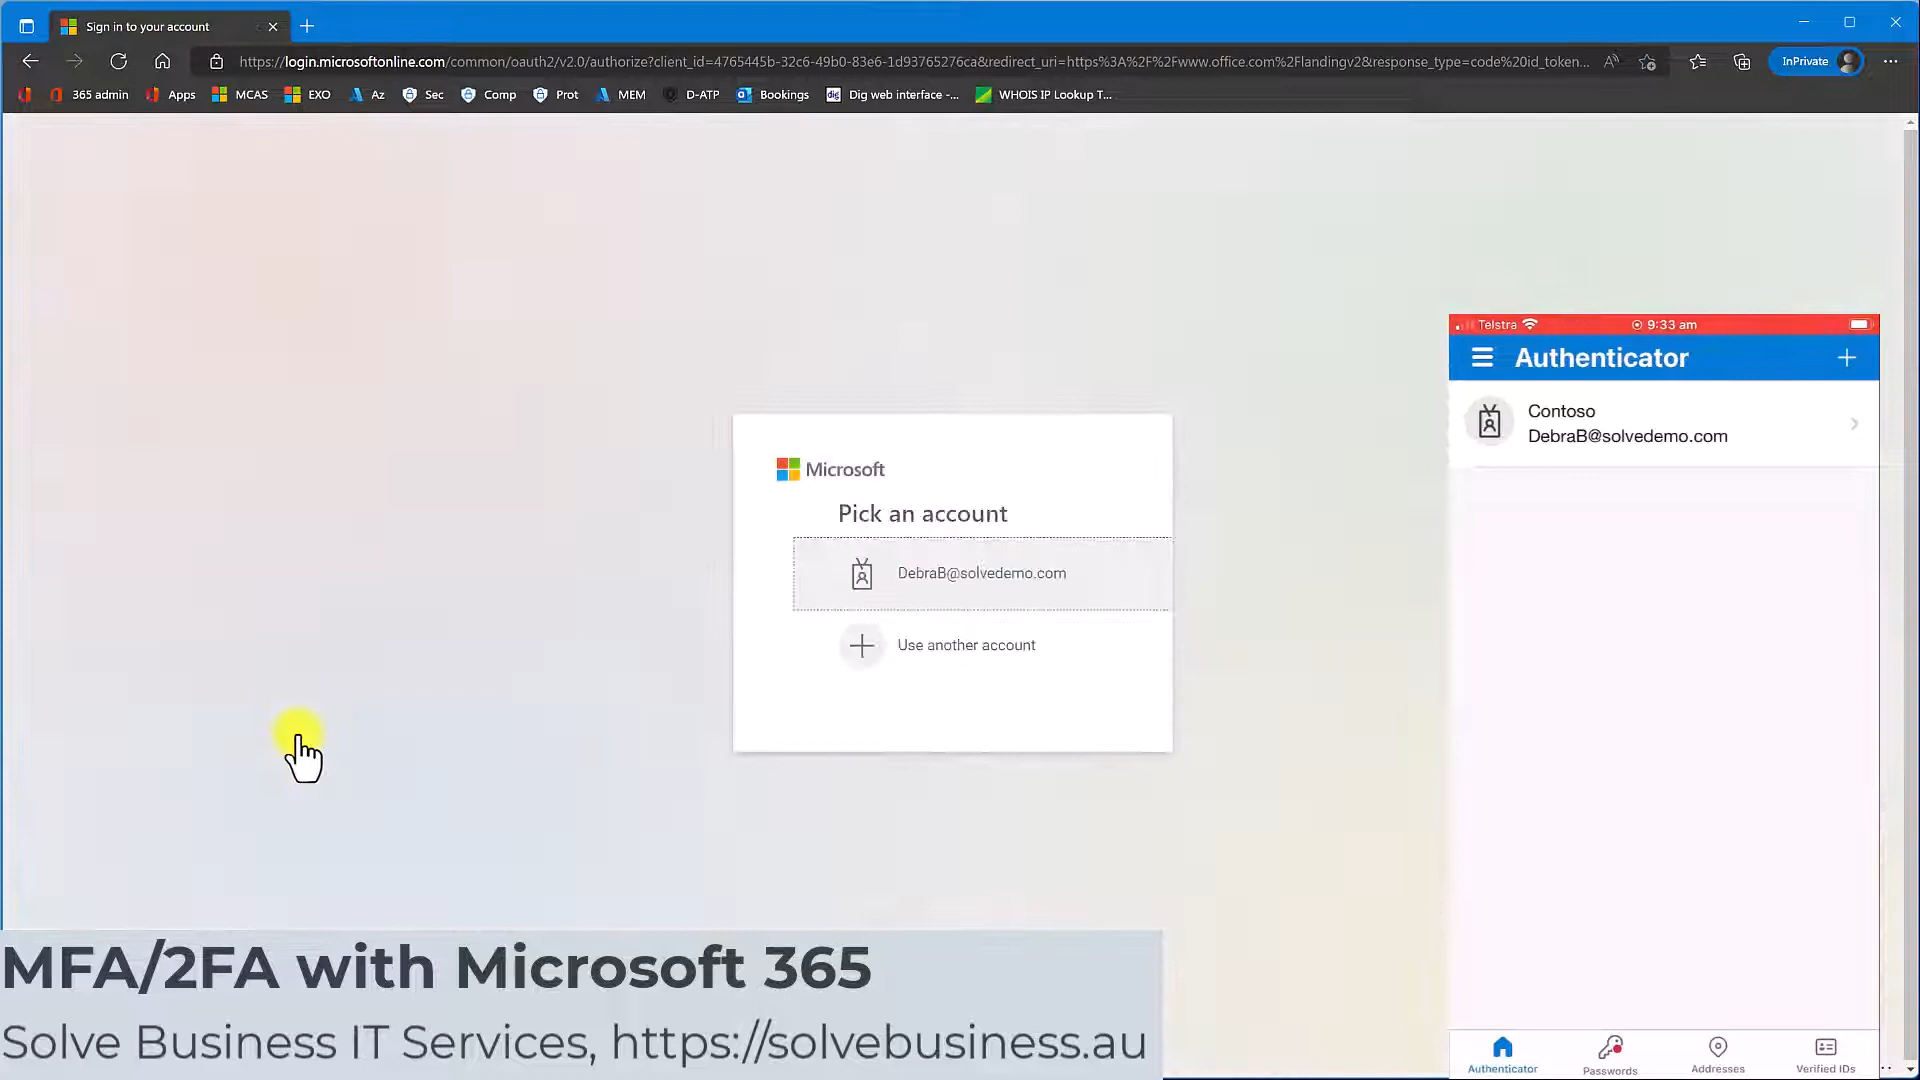 Sign in to your account
https://login.microsoftonline.com/common/oauth2/v2.0/authorize?client_id=4765445b-32c6-49b0-83e6-1d93765276ca&redirect_uri=https%3A%2F%2Fwww.office.com%2Flandingv2&response_type=code%20id_token...
InPrivate
365 admin
Apps
MCAS
EXO
Az
Sec
Comp
Prot
MEM
D-ATP
Bookings
dig
Dig web interface -...
WHOIS IP Lookup T...
Microsoft
Pick an account
DebraB@solvedemo.com
Use another account
Telstra
9:33 am
Authenticator
Contoso
DebraB@solvedemo.com
Authenticator
Passwords
Addresses
Verified IDs
MFA/2FA with Microsoft 365
Solve Business IT Services, https://solvebusiness.au